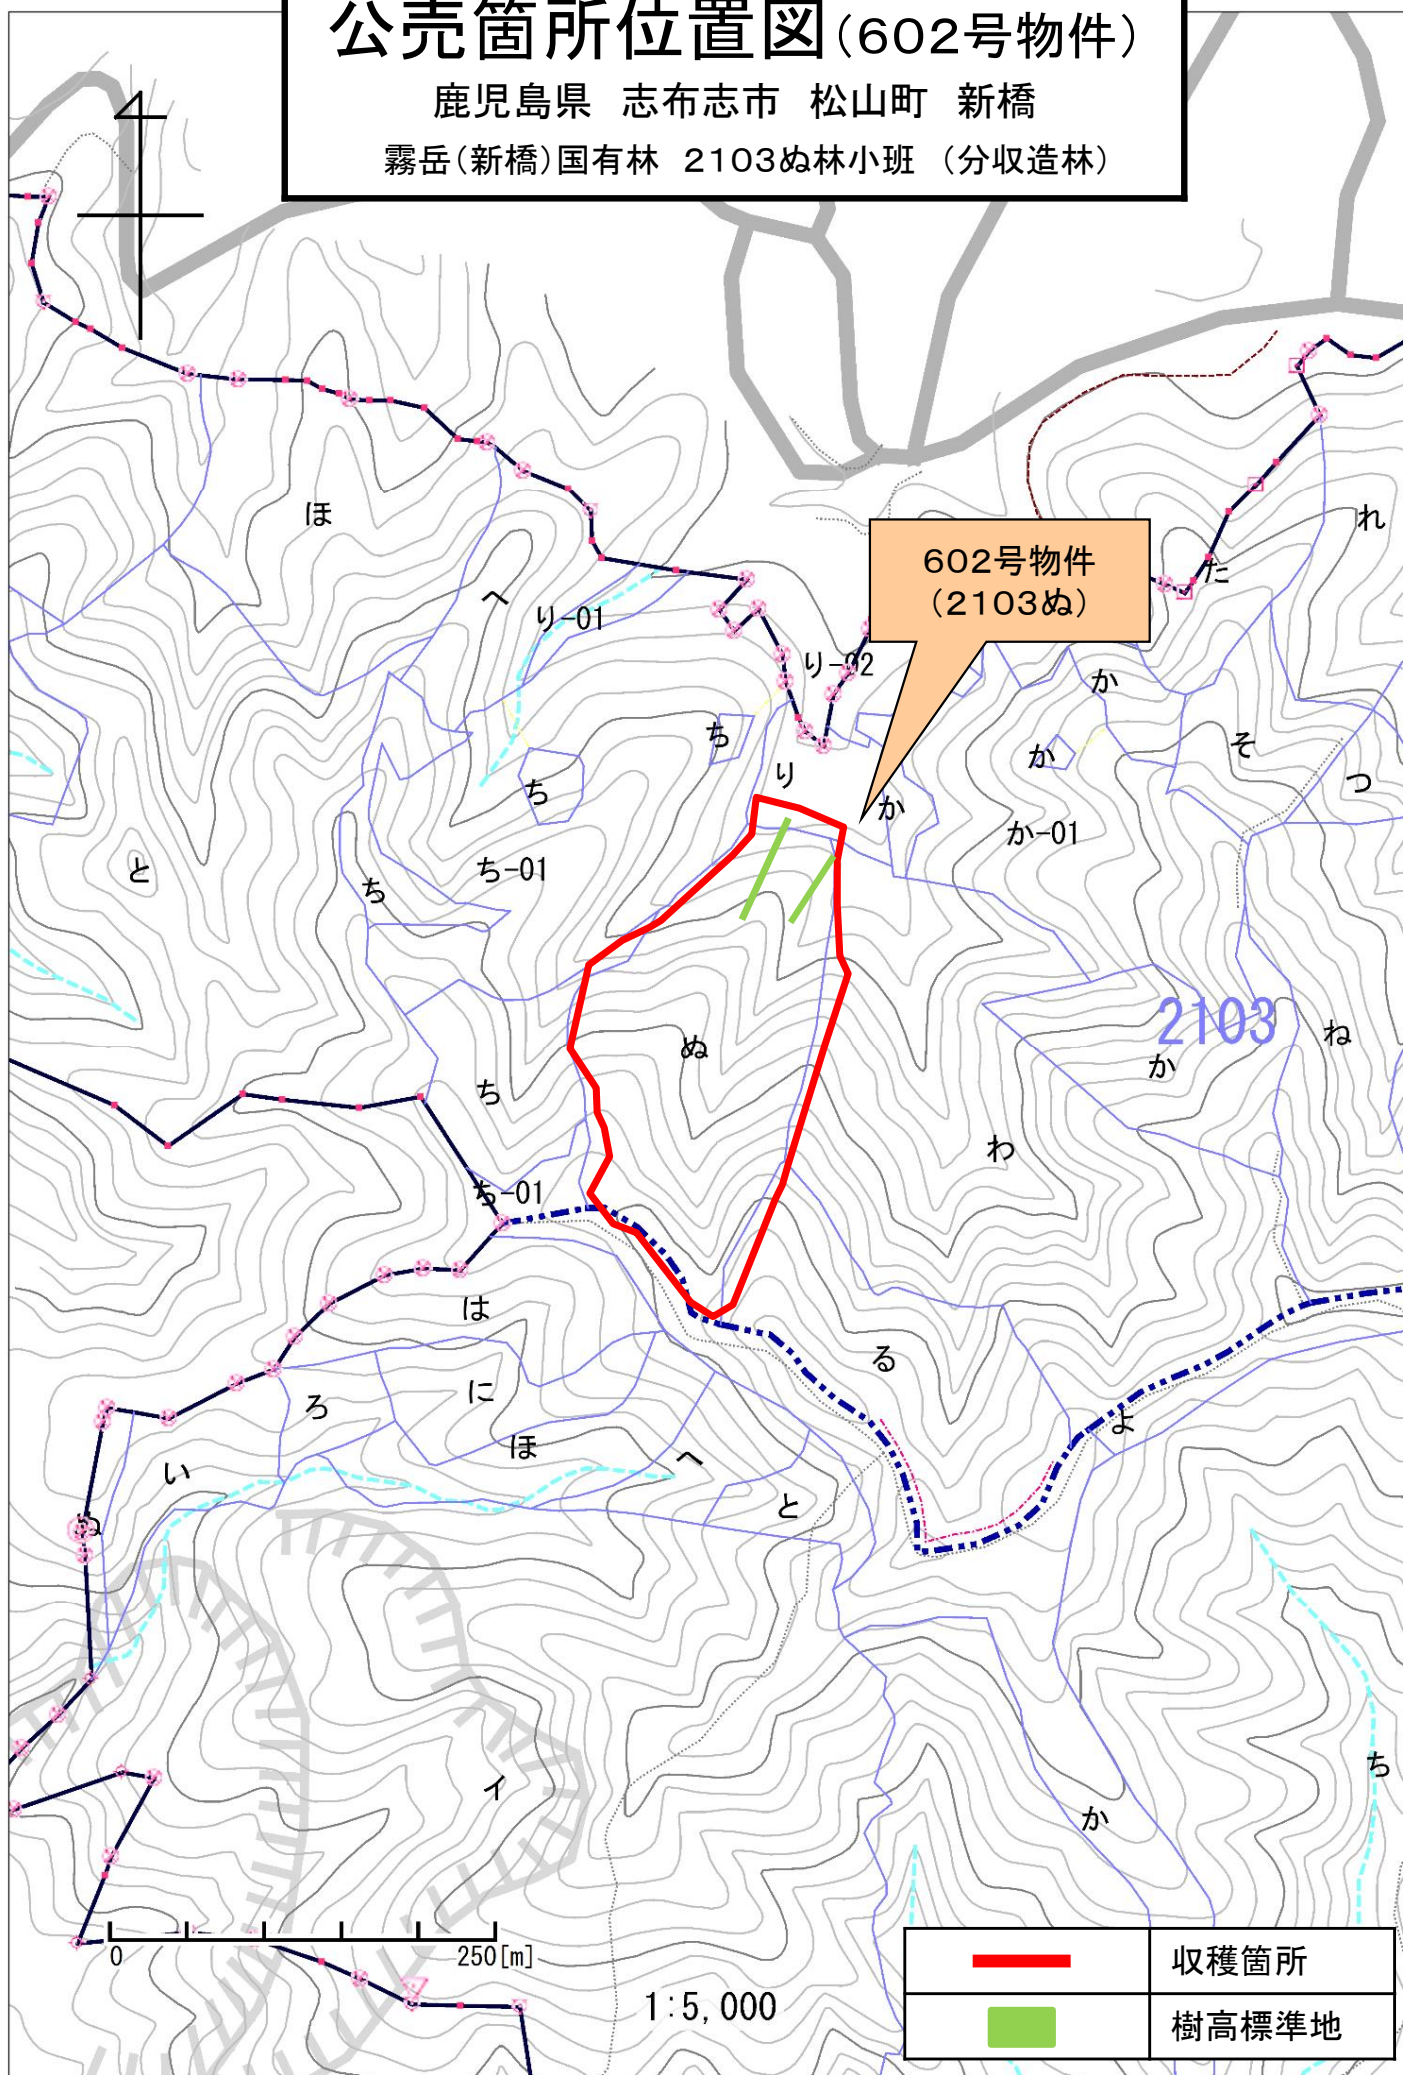 公売箇所位置図(602号物件)
鹿児島県 志布志市 松山町 新橋
霧岳(新橋)国有林 2103ぬ林小班 (分収造林)
ほ
れ
602号物件
(2103ぬ)
た
へ
り-01
り-02
か
ち
り
か
そ
つ
ち
か
か-01
と
ち
ち-01
2103
ね
ぬ
か
ち
わ
ち-01
は
る
ろ
に
よ
ほ
へ
い
と
ぬ
イ
ち
か
0
250[m]
1:5,000
収穫箇所
樹高標準地